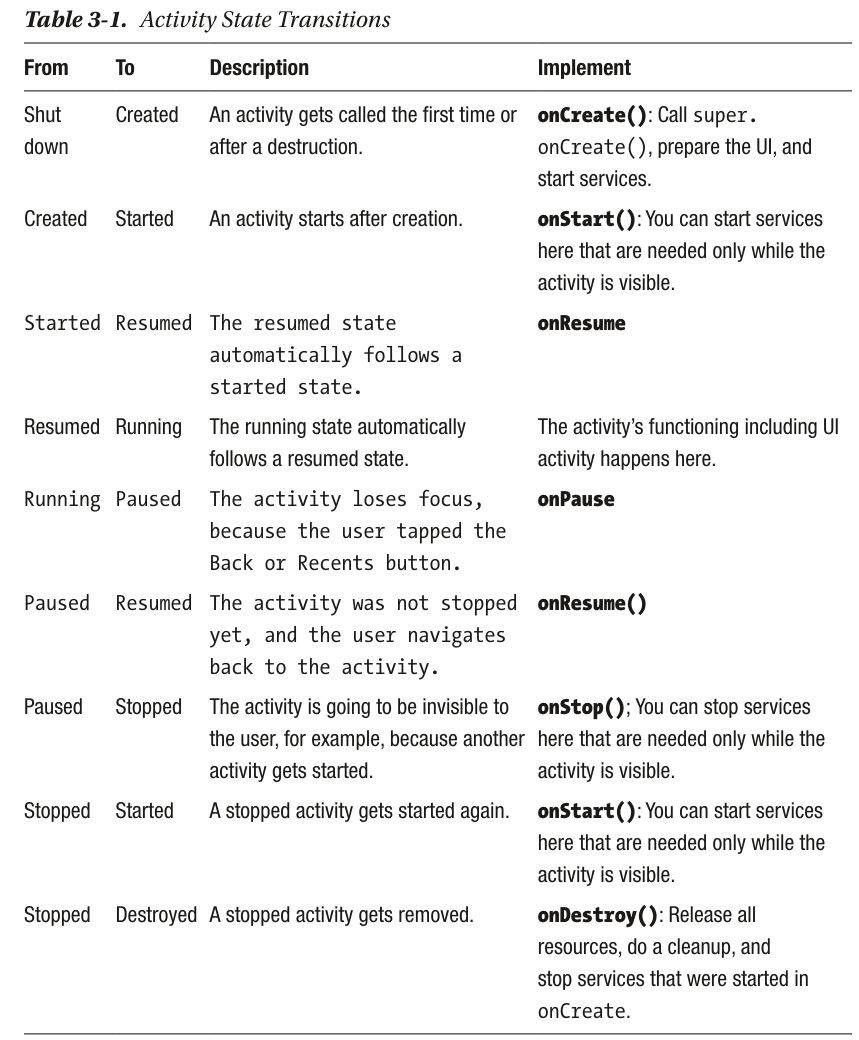 Table 3-1. Activity State Transitions
From To Description Implement
Shut Created An activity gets called the first time or onCreate(): Call super.
down after a destruction. onCreate(), prepare the UI, and
start services.
Created Started An activity starts after creation. onStart(): You can start services
here that are needed only while the
activity is visible.
Started Resumed The resumed state onResume
automatically follows a
started state.
Resumed Running The running state automatically The activity’s functioning including UI
follows a resumed state. activity happens here.
Running Paused The activity loses focus, onPause
because the user tapped the
Back or Recents button.
Paused Resumed The activity was not stopped onResume()
yet, and the user navigates
back to the activity.
Paused Stopped The activity is going to be invisible to onStop(); You can stop services
the user, for example, because another here that are needed only while the
activity gets started. activity is visible.
Stopped Started A stopped activity gets started again. onStart(): You can start services
here that are needed only while the
activity is visible.
Stopped Destroyed A stopped activity gets removed. onDestroy(): Release all
resources, do a cleanup, and
stop services that were started in
onCreate.